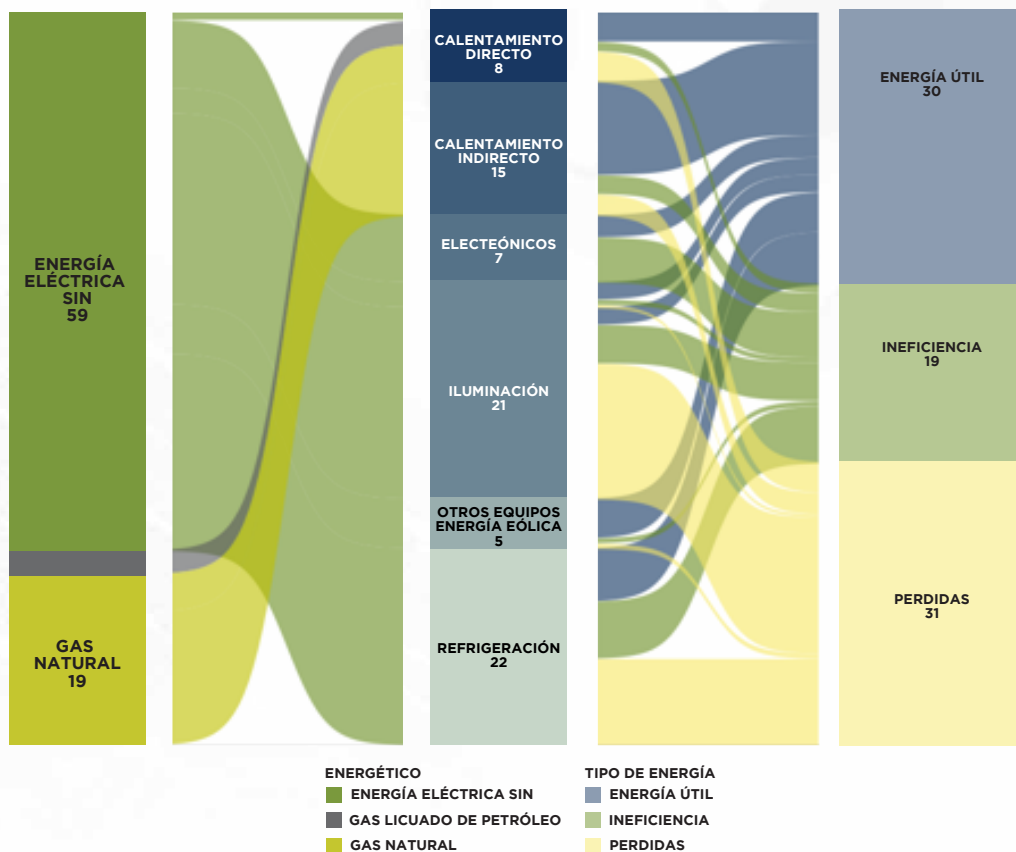 ENERGÍA
ELÉCTRICA
SIN
59
GAS
NATURAL
19
CALENTAMIENTO
DIRECTO
8
CALENTAMIENTO
INDIRECTO
15
ELECTEÓNICOS
7
ILUMINACIÓN
21
OTROS EQUIPOS
ENERGÍA EÓLICA
5
REFRIGERACIÓN
22
ENERGÍA ÚTIL
30
INEFICIENCIA
19
PERDIDAS
31
ENERGÉTICO
ENERGÍA ELÉCTRICA SIN
GAS LICUADO DE PETRÓLEO
GAS NATURAL
TIPO DE ENERGÍA
ENERGÍA ÚTIL
INEFICIENCIA
PERDIDAS